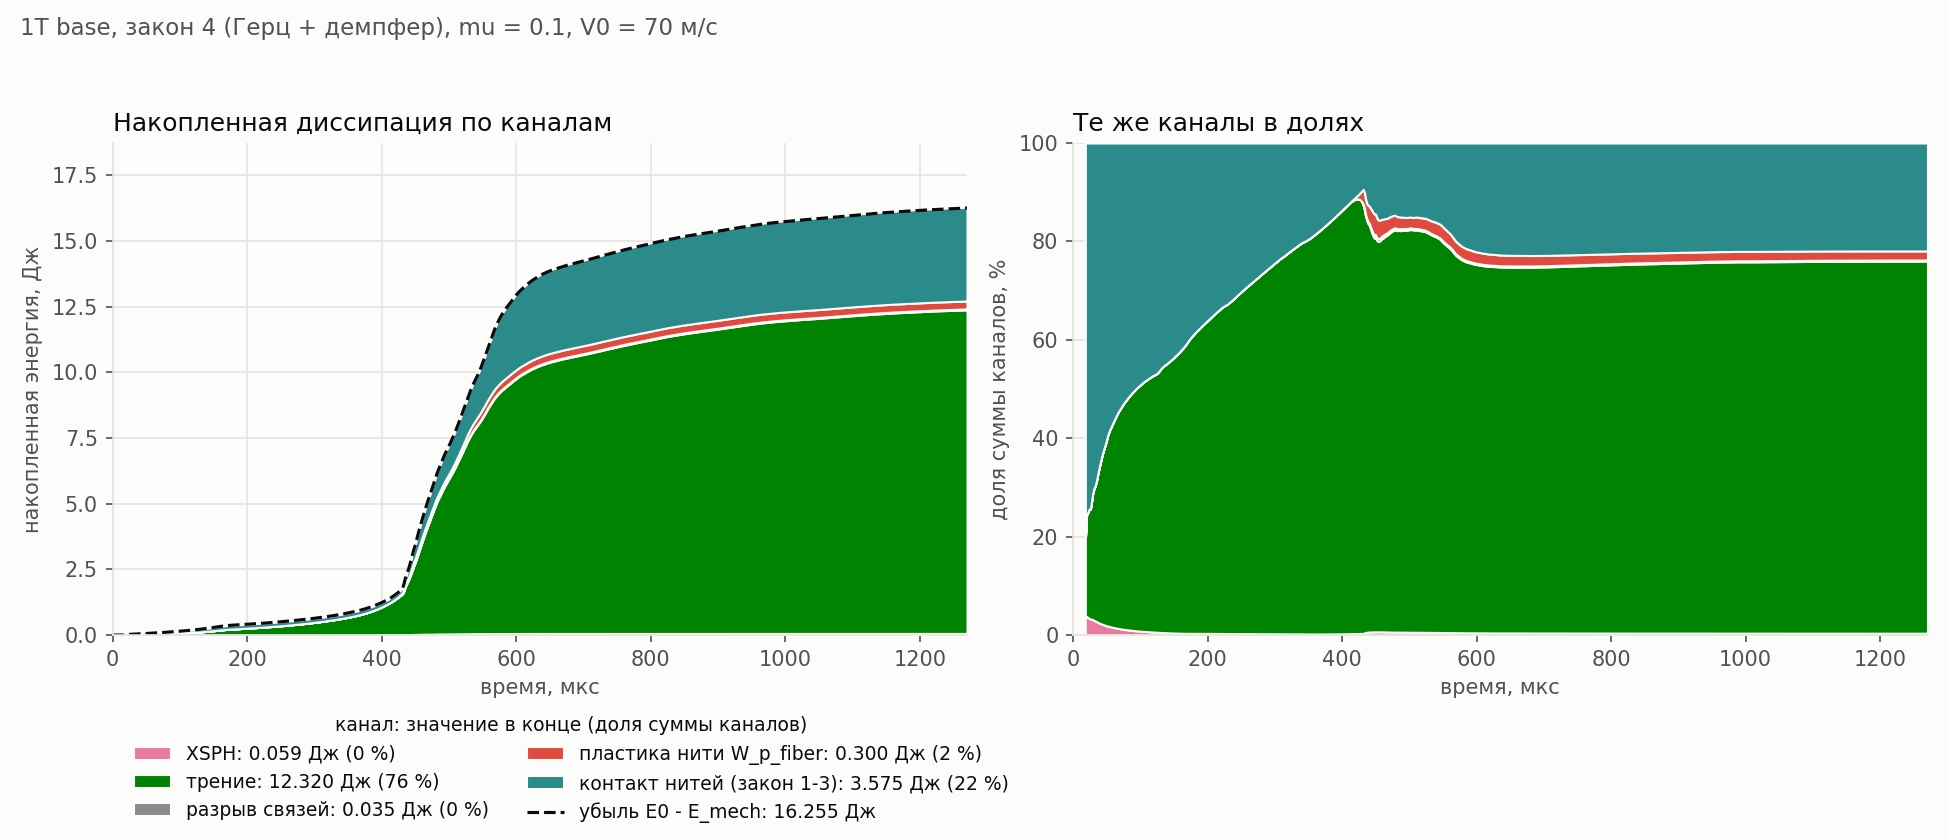 1T base, закон 4 (Герц + демпфер), mu = 0.1, V0 = 70 м/с
Накопленная диссипация по каналам
накопленная энергия, Дж
17.5
15.0
12.5
10.0
7.5
5.0
2.5
0.0
0 200 400 600 800 1000 1200
время, мкс
Те же каналы в долях
доля суммы каналов, %
100
80
60
40
20
0
0 200 400 600 800 1000 1200
время, мкс
канал: значение в конце (доля суммы каналов)
XSPH: 0.059 Дж (0 %)
трение: 12.320 Дж (76 %)
разрыв связей: 0.035 Дж (0 %)
пластика нити W_p_fiber: 0.300 Дж (2 %)
контакт нитей (закон 1-3): 3.575 Дж (22 %)
убыль E0 - E_mech: 16.255 Дж